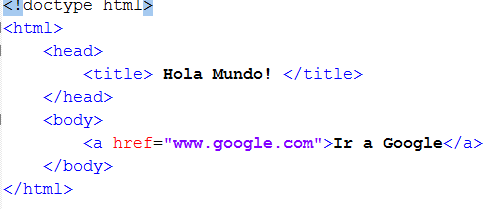 <!doctype html>
<html>
<head>
<title> Hola Mundo! </title>
</head>
<body>
<a href="www.google.com">Ir a Google</a>
</body>
</html>